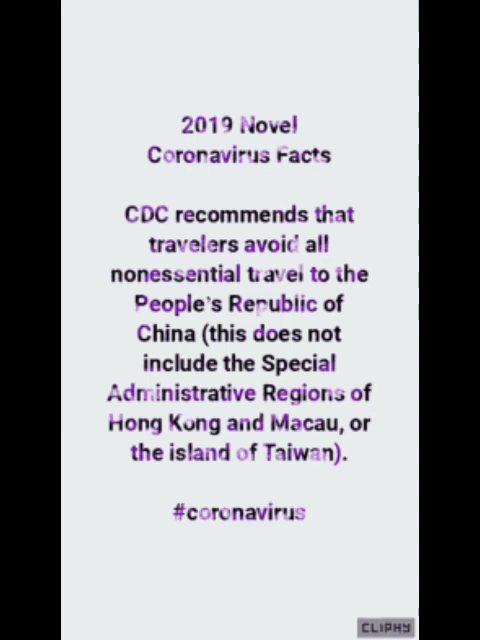 2019 Novel
Coronavirus Facts
CDC recommends that
travelers avoid all
nonessential travel to the
People's Republic of
China (this does not
include the Special
Administrative Regions of
Hong Kong and Macau, or
the island of Taiwan).
#coronavirus
CLIPHY